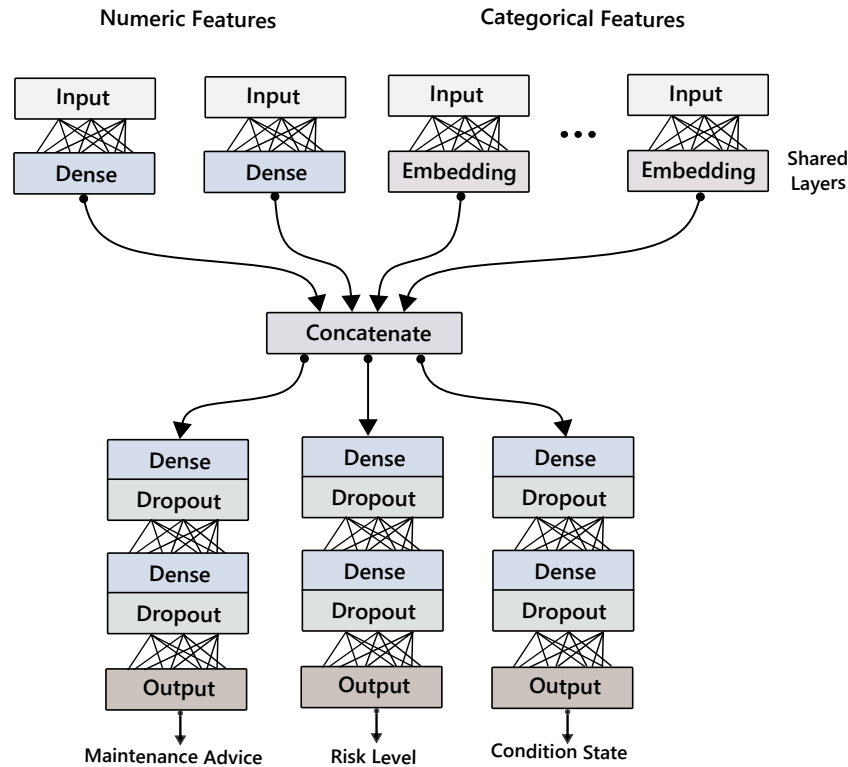 Numeric Features
Categorical Features
Input
Input
Input
Input
Dense
Dense
Embedding
...
Embedding
Shared
Layers
Concatenate
Dense
Dense
Dense
Dropout
Dropout
Dropout
Dense
Dense
Dense
Dropout
Dropout
Dropout
Output
Output
Output
Maintenance Advice
Risk Level
Condition State